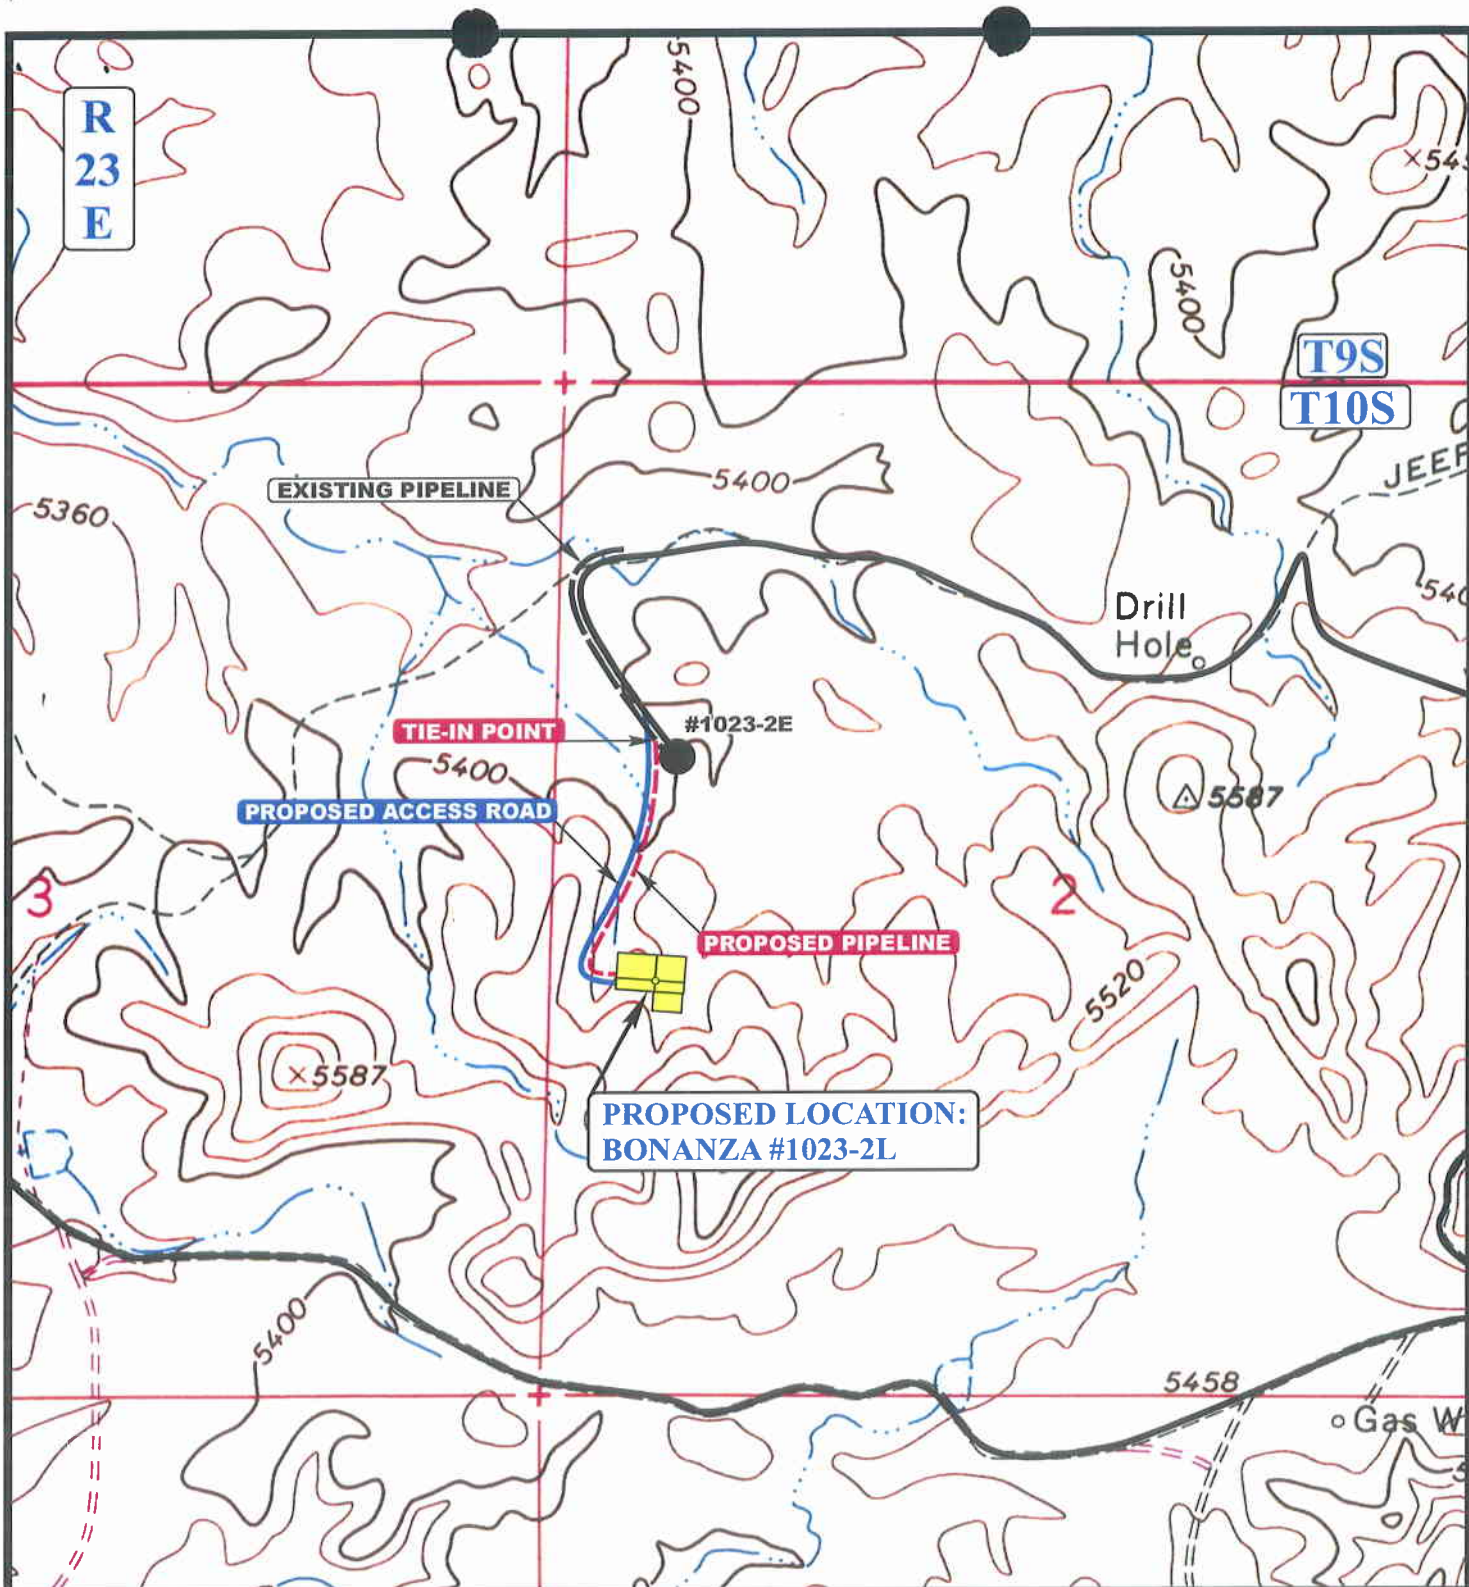 5400
R
23
E
5400
T9S
T10S
JEEP
EXISTING PIPELINE
5400
5360
Drill
Hole
#1023-2E
TIE-IN POINT
5400
5587
PROPOSED ACCESS ROAD
3
2
PROPOSED PIPELINE
5520
5587
PROPOSED LOCATION:
BONANZA #1023-2L
5400
5458
Gas W